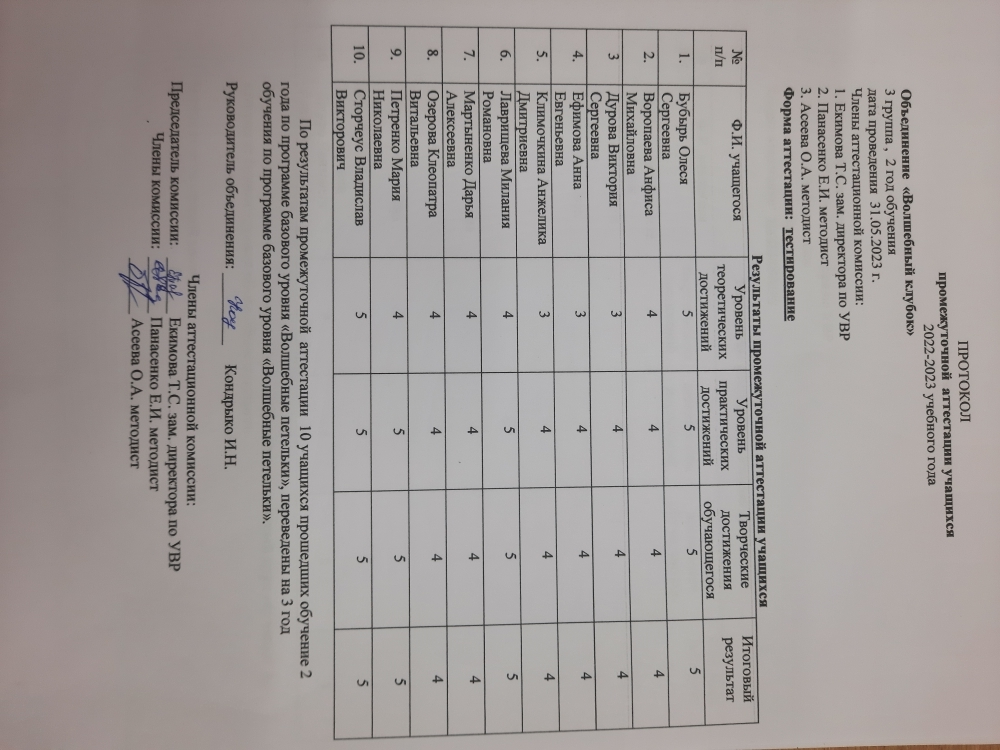 ПРОТОКОЛ
промежуточной аттестации учащихся
2022-2023 учебного года
Объединение «Волшебный клубок»
3 группа , 2 год обучения
дата проведения 31.05.2023 г.
Члены аттестационной комиссии:
1. Екимова Т.С. зам. директора по УВР
2. Панасенко Е.И. методист
3. Асеева О.А. методист
Форма аттестации: тестирование
Результаты промежуточной аттестации учащихся
№ п/п Ф.И. учащегося Уровень теоретических достижений Уровень практических достижений Творческие достижения обучающегося Итоговый результат
1. Бубырь Олеся Сергеевна 5 5 5 5
2. Воропаева Анфиса Михайловна 4 4 4 4
3 Дурова Виктория Сергеевна 3 4 4 4
4. Ефимова Анна Евгеньевна 3 4 4 4
5. Климочкина Анжелика Дмитриевна 3 4 4 4
6. Лаврищева Милания Романовна 4 5 5 5
7. Мартыненко Дарья Алексеевна 4 4 4 4
8. Озерова Клеопатра Витальевна 4 4 4 4
9. Петренко Мария Николаевна 4 5 5 5
10. Сторчеус Владислав Викторович 5 5 5 5
По результатам промежуточной аттестации 10 учащихся прошедших обучение 2
года по программе базового уровня «Волшебные петельки», переведены на 3 год
обучения по программе базового уровня «Волшебные петельки».
Руководитель объединения: Кондрыко И.Н.
Члены аттестационной комиссии:
Председатель комиссии: Екимова Т.С. зам. директора по УВР
Члены комиссии: Панасенко Е.И. методист
Асеева О.А. методист